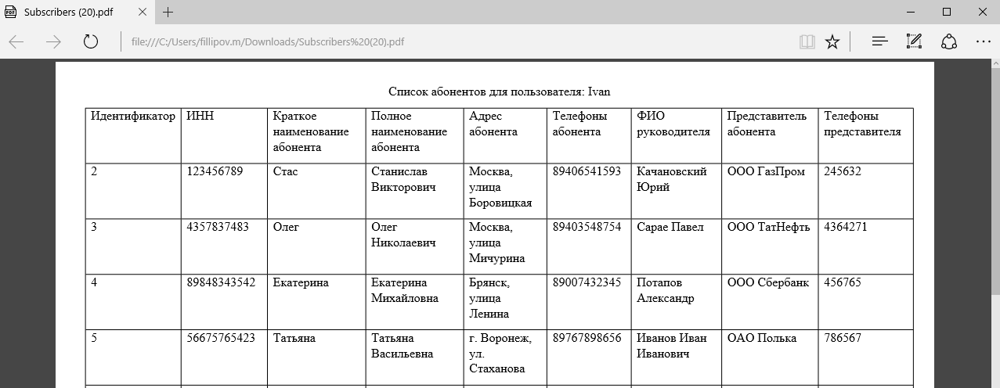 Subscribers (20).pdf
file:///C:/Users/fillipov.m/Downloads/Subscribers%20(20).pdf
Список абонентов для пользователя: Ivan
Идентификатор ИНН Краткое Полное Адрес Телефоны ФИО Представитель Телефоны
наименование наименование абонента абонента руководителя абонента представителя
абонента абонента
2 123456789 Стас Станислав Москва, 89406541593 Качановский ООО ГазПром 245632
Викторович улица Юрий
Боровицкая
3 4357837483 Олег Олег Москва, 89403548754 Сарае Павел ООО ТатНефть 4364271
Николаевич улица
Мичурина
4 89848343542 Екатерина Екатерина Брянск, 89007432345 Потапов ООО Сбербанк 456765
Михайловна улица Александр
Ленина
5 56675765423 Татьяна Татьяна г. Воронеж, 89767898656 Иванов Иван ОАО Полька 786567
Васильевна ул. Иванович
Стаханова